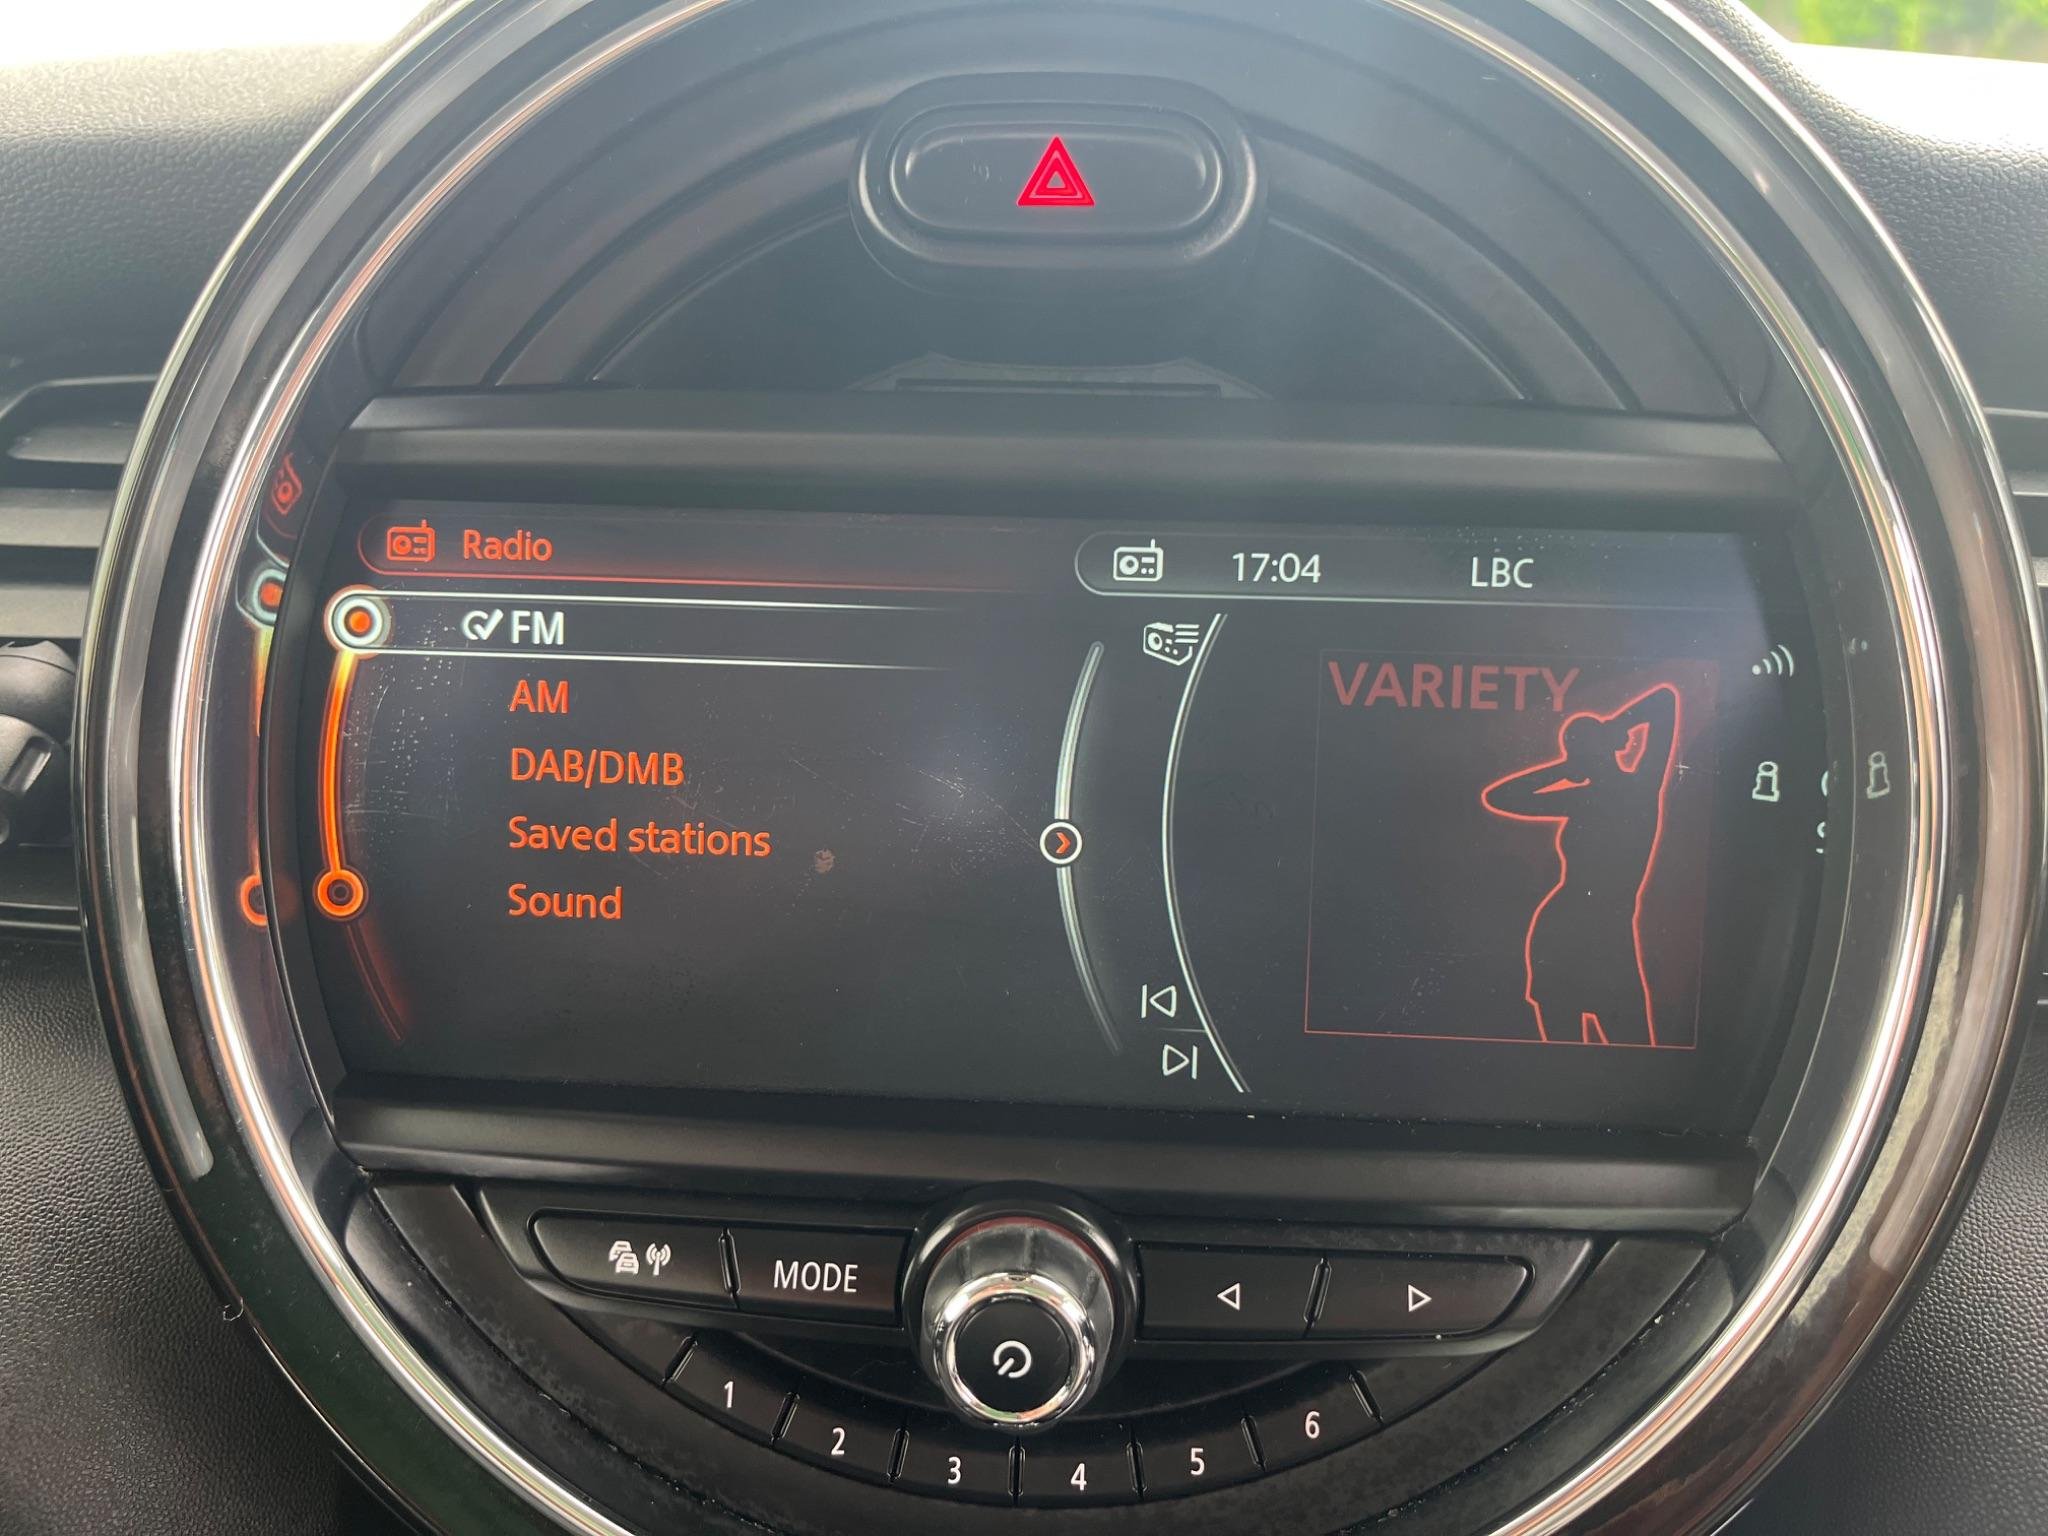 Radio
17:04 LBC
FM
AM
DAB/DMB
Saved stations
Sound
VARIETY
MODE
1
2
3
4
5
6